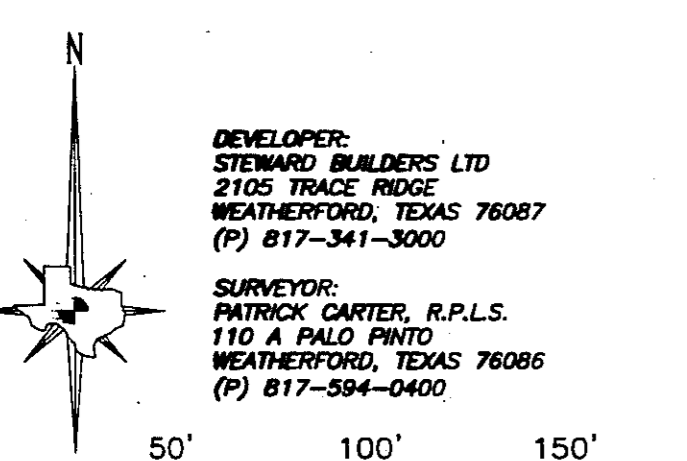 N
DEVELOPER:
STEWARD BUILDERS LTD
2105 TRACE RIDGE
WEATHERFORD, TEXAS 76087
(P) 817-341-3000
SURVEYOR:
PATRICK CARTER, R.P.L.S.
110 A PALO PINTO
WEATHERFORD, TEXAS 76086
(P) 817-594-0400
50' 100' 150'